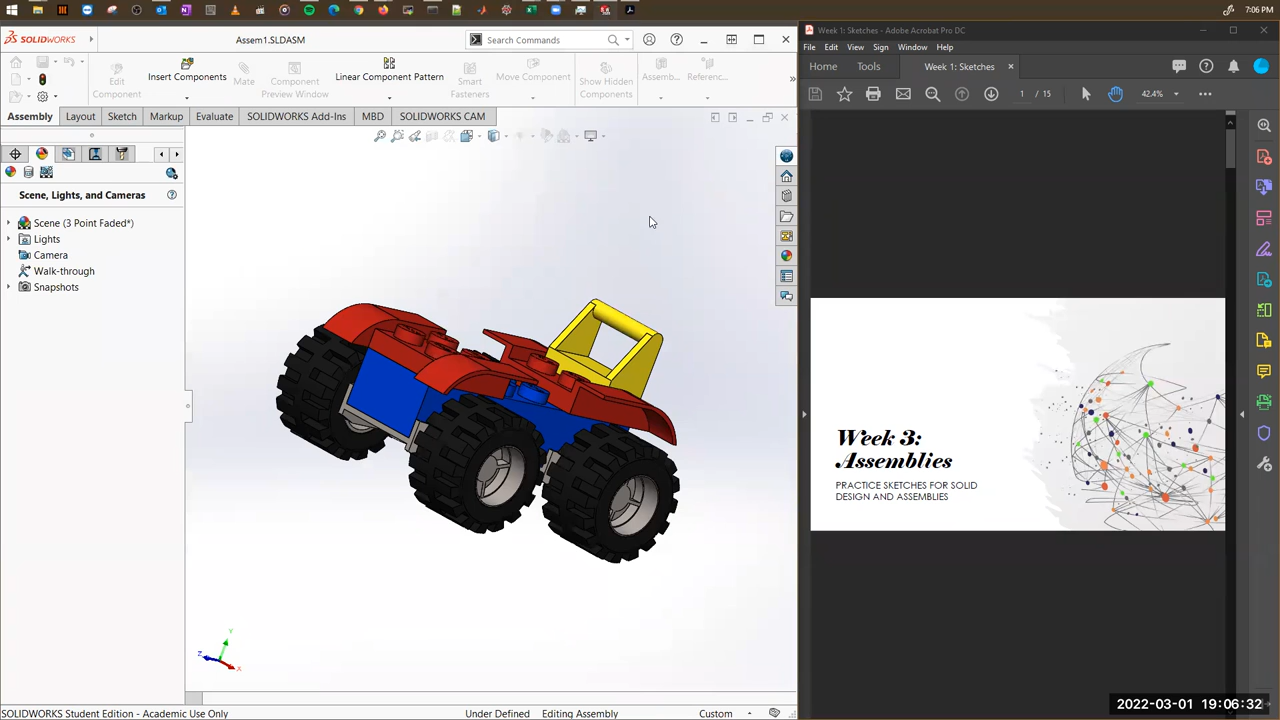 7:06 PM
SOLIDWORKS
Assem1.SLDASM
Search Commands
Edit
Component
Insert Components
Mate
Component
Preview Window
Linear Component Pattern
Smart
Fasteners
Move Component
Show Hidden
Components
Assemb...
Referenc...
Assembly
Layout
Sketch
Markup
Evaluate
SOLIDWORKS Add-Ins
MBD
SOLIDWORKS CAM
Scene, Lights, and Cameras
Scene (3 Point Faded*)
Lights
Camera
Walk-through
Snapshots
Y
Z
X
SOLIDWORKS Student Edition - Academic Use Only
Under Defined
Editing Assembly
Custom
Week 1: Sketches - Adobe Acrobat Pro DC
File Edit View Sign Window Help
Home
Tools
Week 1: Sketches
1 / 15
42.4%
Week 3:
Assemblies
PRACTICE SKETCHES FOR SOLID
DESIGN AND ASSEMBLIES
2022-03-01 19:06:32